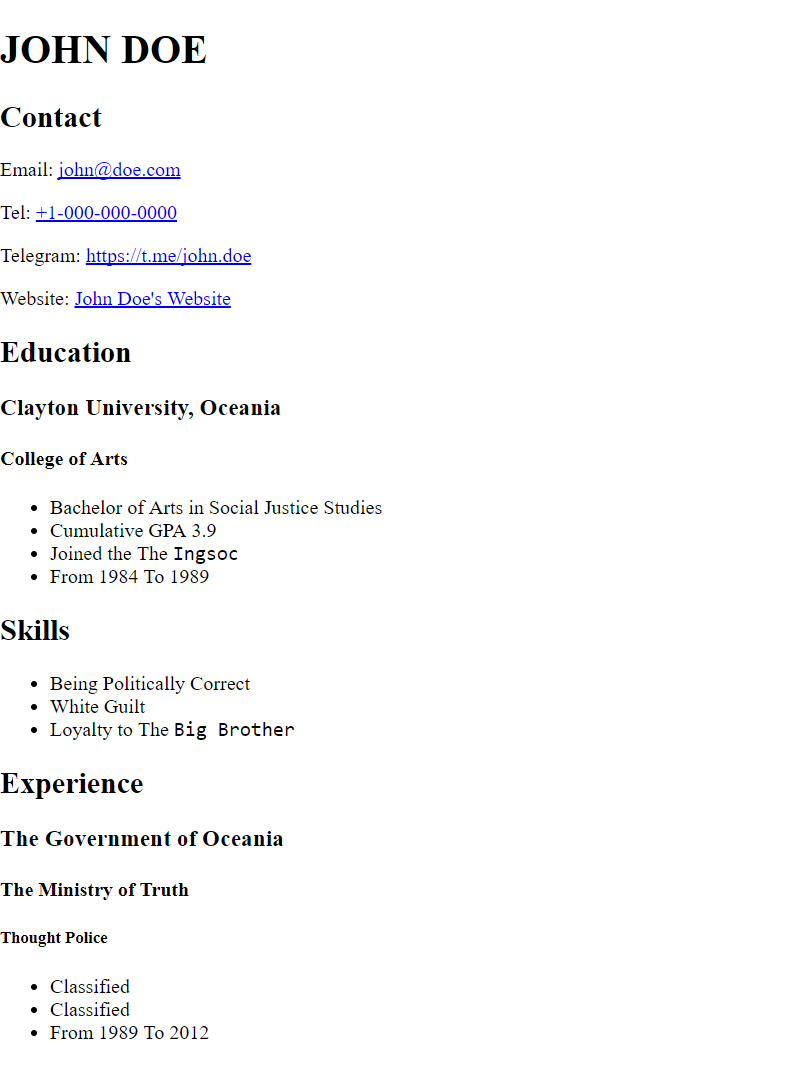 JOHN DOE
Contact
Email: john@doe.com
Tel: +1-000-000-0000
Telegram: https://t.me/john.doe
Website: John Doe's Website
Education
Clayton University, Oceania
College of Arts
• Bachelor of Arts in Social Justice Studies
• Cumulative GPA 3.9
• Joined the The Ingsoc
• From 1984 To 1989
Skills
• Being Politically Correct
• White Guilt
• Loyalty to The Big Brother
Experience
The Government of Oceania
The Ministry of Truth
Thought Police
• Classified
• Classified
• From 1989 To 2012